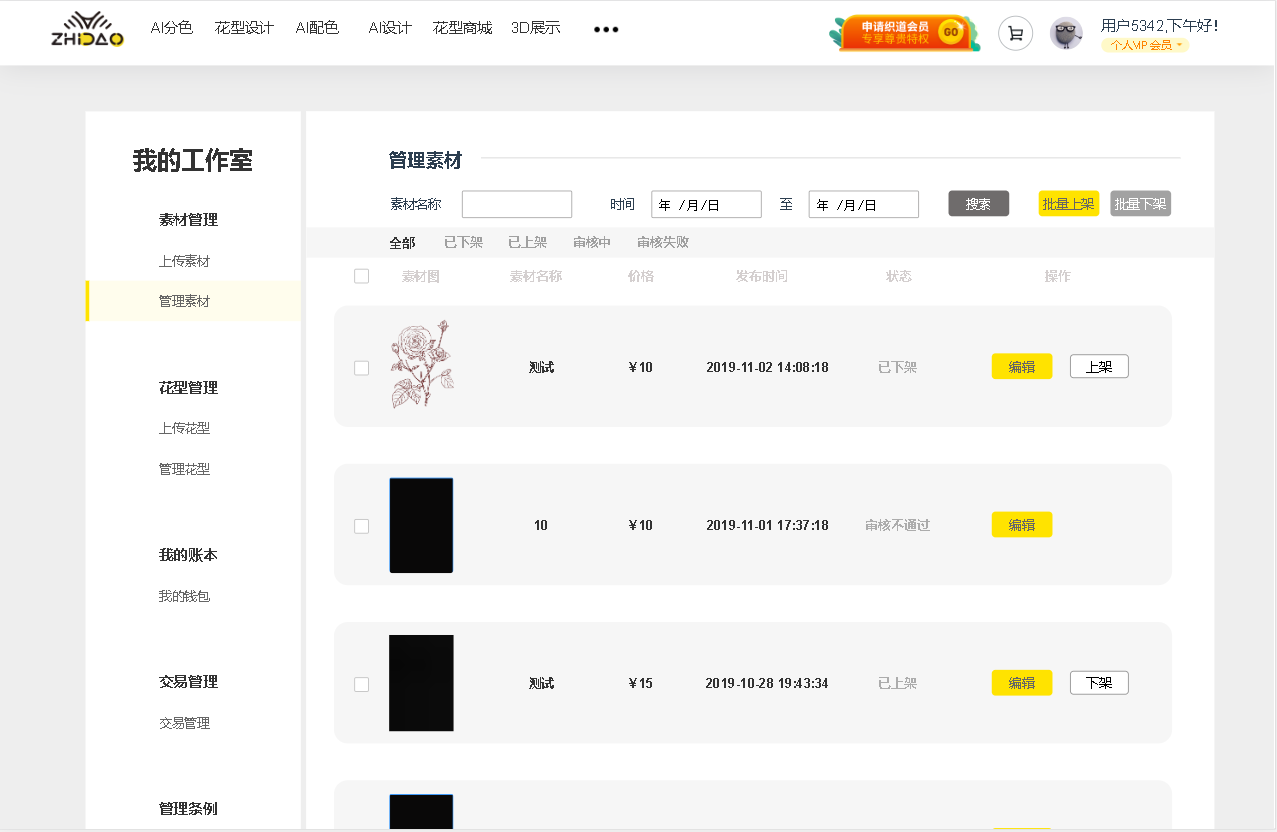 ZHIDAO
AI分色 花型设计 AI配色 AI设计 花型商城 3D展示 •••
申请织道会员
专享尊贵特权
GO
用户5342,下午好!
个人VIP会员
我的工作室
素材管理
上传素材
管理素材
花型管理
上传花型
管理花型
我的账本
我的钱包
交易管理
交易管理
管理条例
管理素材
素材名称 时间 年 /月/日 至 年 /月/日 搜索 批量上架 批量下架
全部 已下架 已上架 审核中 审核失败
素材图 素材名称 价格 发布时间 状态 操作
测试 ¥10 2019-11-02 14:08:18 已下架 编辑 上架
10 ¥10 2019-11-01 17:37:18 审核不通过 编辑
测试 ¥15 2019-10-28 19:43:34 已上架 编辑 下架